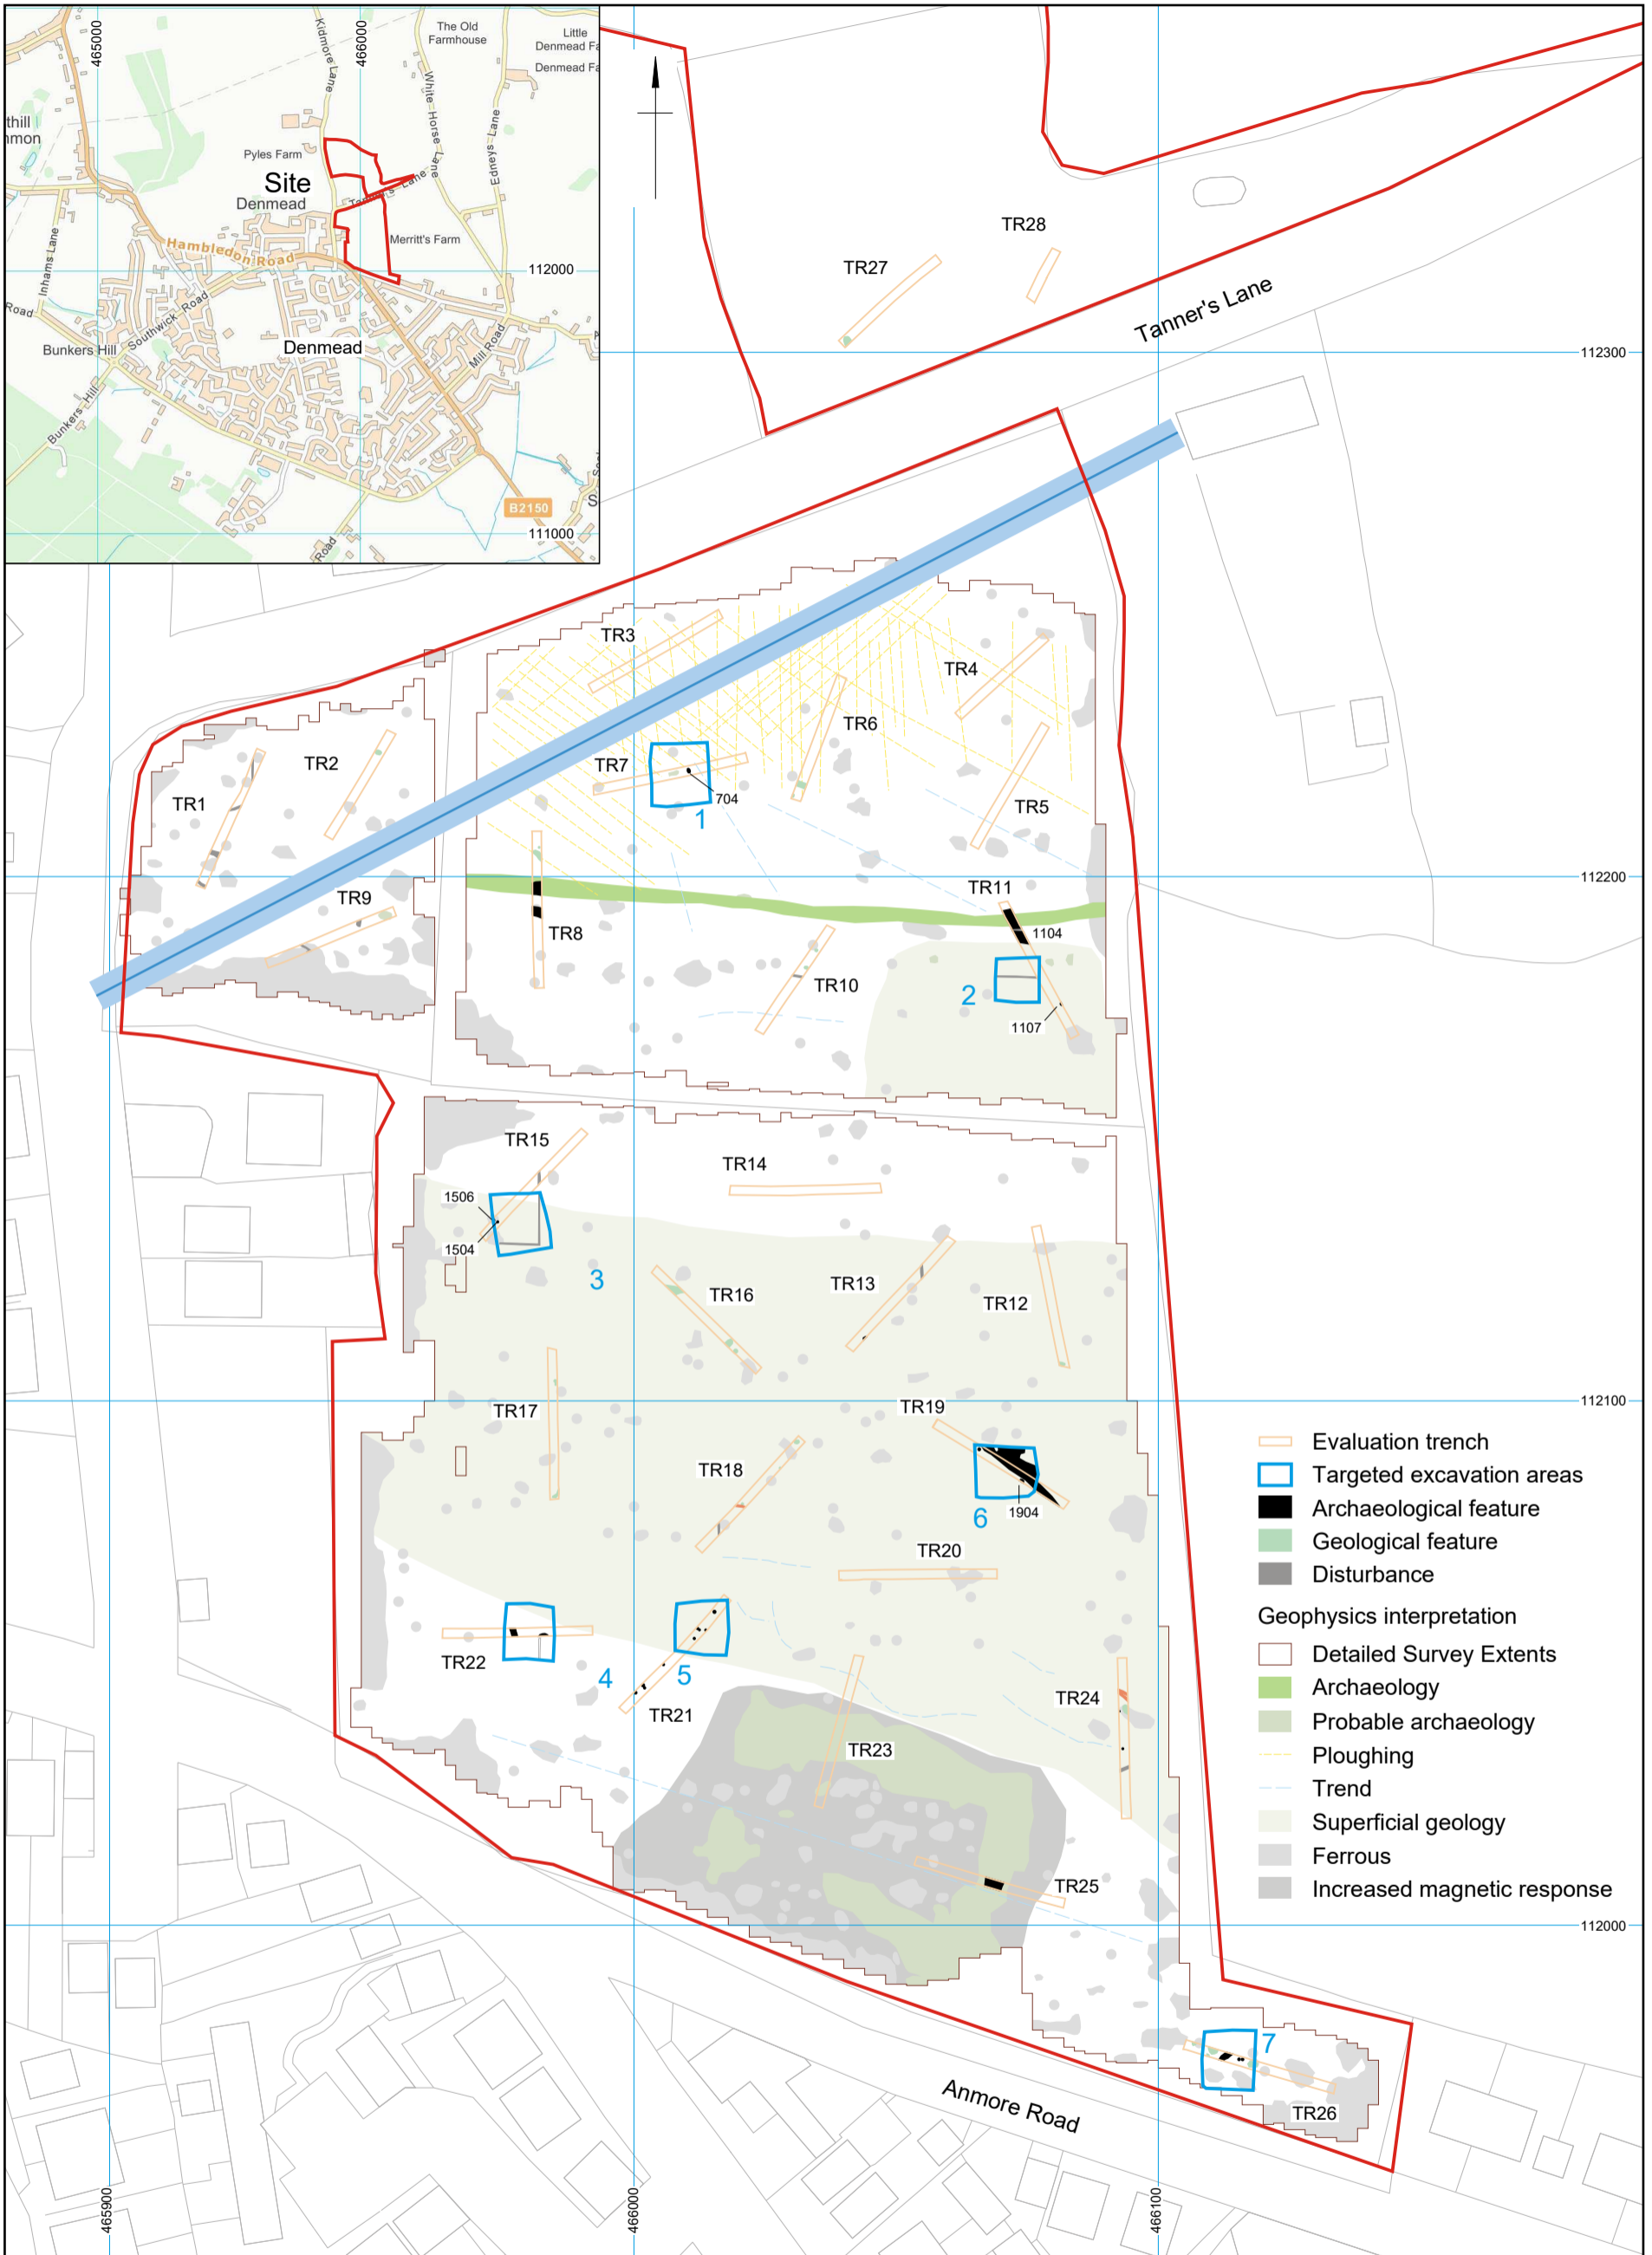 465000
466000
Kidmore Lane
The Old
Farmhouse
Little
Denmead Fa
Denmead Fa
White Horse Lane
Edneys Lane
thill
mmon
Pyles Farm
Site
Denmead
Tanner's Lane
Merritt's Farm
Hambledon Road
112000
Inhams Lane
Road
Southwick Road
Bunkers Hill
Denmead
Mill Road
Bunkers Hill
B2150
111000
Road
TR28
TR27
Tanner's Lane
112300
TR3
TR4
TR6
TR2
TR7
704
1
TR1
TR5
112200
TR9
TR11
TR8
1104
TR10
2
1107
TR15
TR14
1506
1504
3
TR16
TR13
TR12
112100
TR17
TR19
TR18
1904
6
TR20
TR22
4
5
TR21
TR24
TR23
TR25
112000
7
TR26
Anmore Road
465900
466000
466100
Evaluation trench
Targeted excavation areas
Archaeological feature
Geological feature
Disturbance
Geophysics interpretation
Detailed Survey Extents
Archaeology
Probable archaeology
Ploughing
Trend
Superficial geology
Ferrous
Increased magnetic response